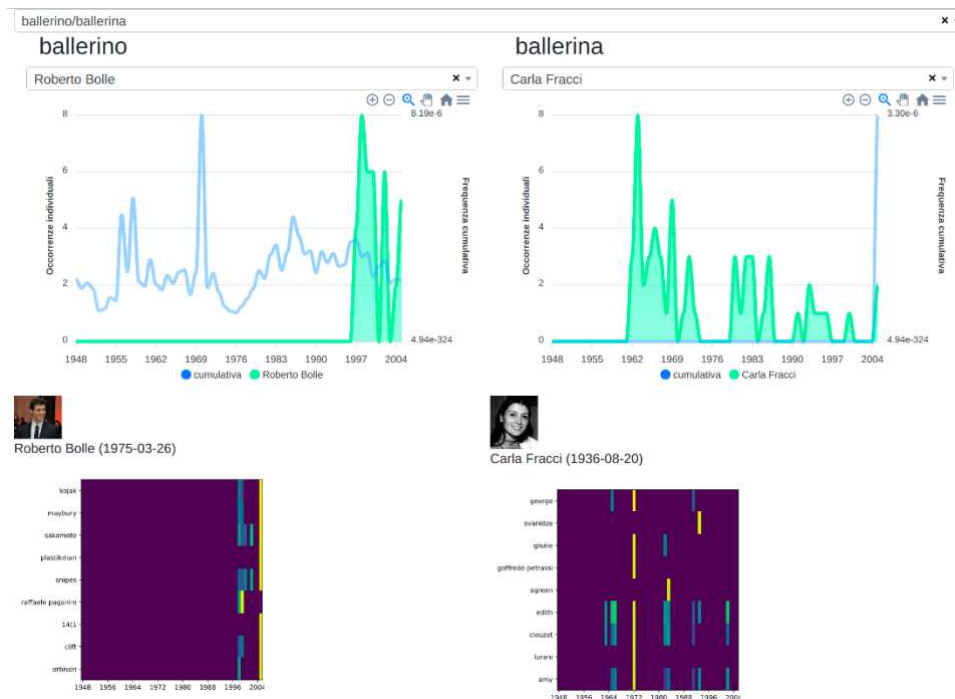 ballerino/ballerina ×
ballerino
Roberto Bolle ×
8
6
4
2
0
8.19e-6
4.94e-324
Occorrenze individuali
Frequenza cumulativa
1948 1955 1962 1969 1976 1983 1990 1997 2004
cumulativa Roberto Bolle
Roberto Bolle (1975-03-26)
kojak
maybury
sakamoto
plastikman
snipes
raffaele paganini
14(1
clift
orbison
1948 1956 1964 1972 1980 1988 1996 2004
ballerina
Carla Fracci ×
8
6
4
2
0
3.30e-6
4.94e-324
Occorrenze individuali
Frequenza cumulativa
1948 1955 1962 1969 1976 1983 1990 1997 2004
cumulativa Carla Fracci
Carla Fracci (1936-08-20)
george
svanidze
giselle
goffredo petrassi
agreen
edith
clouzot
lurani
amy
1948 1956 1964 1972 1980 1988 1996 2004